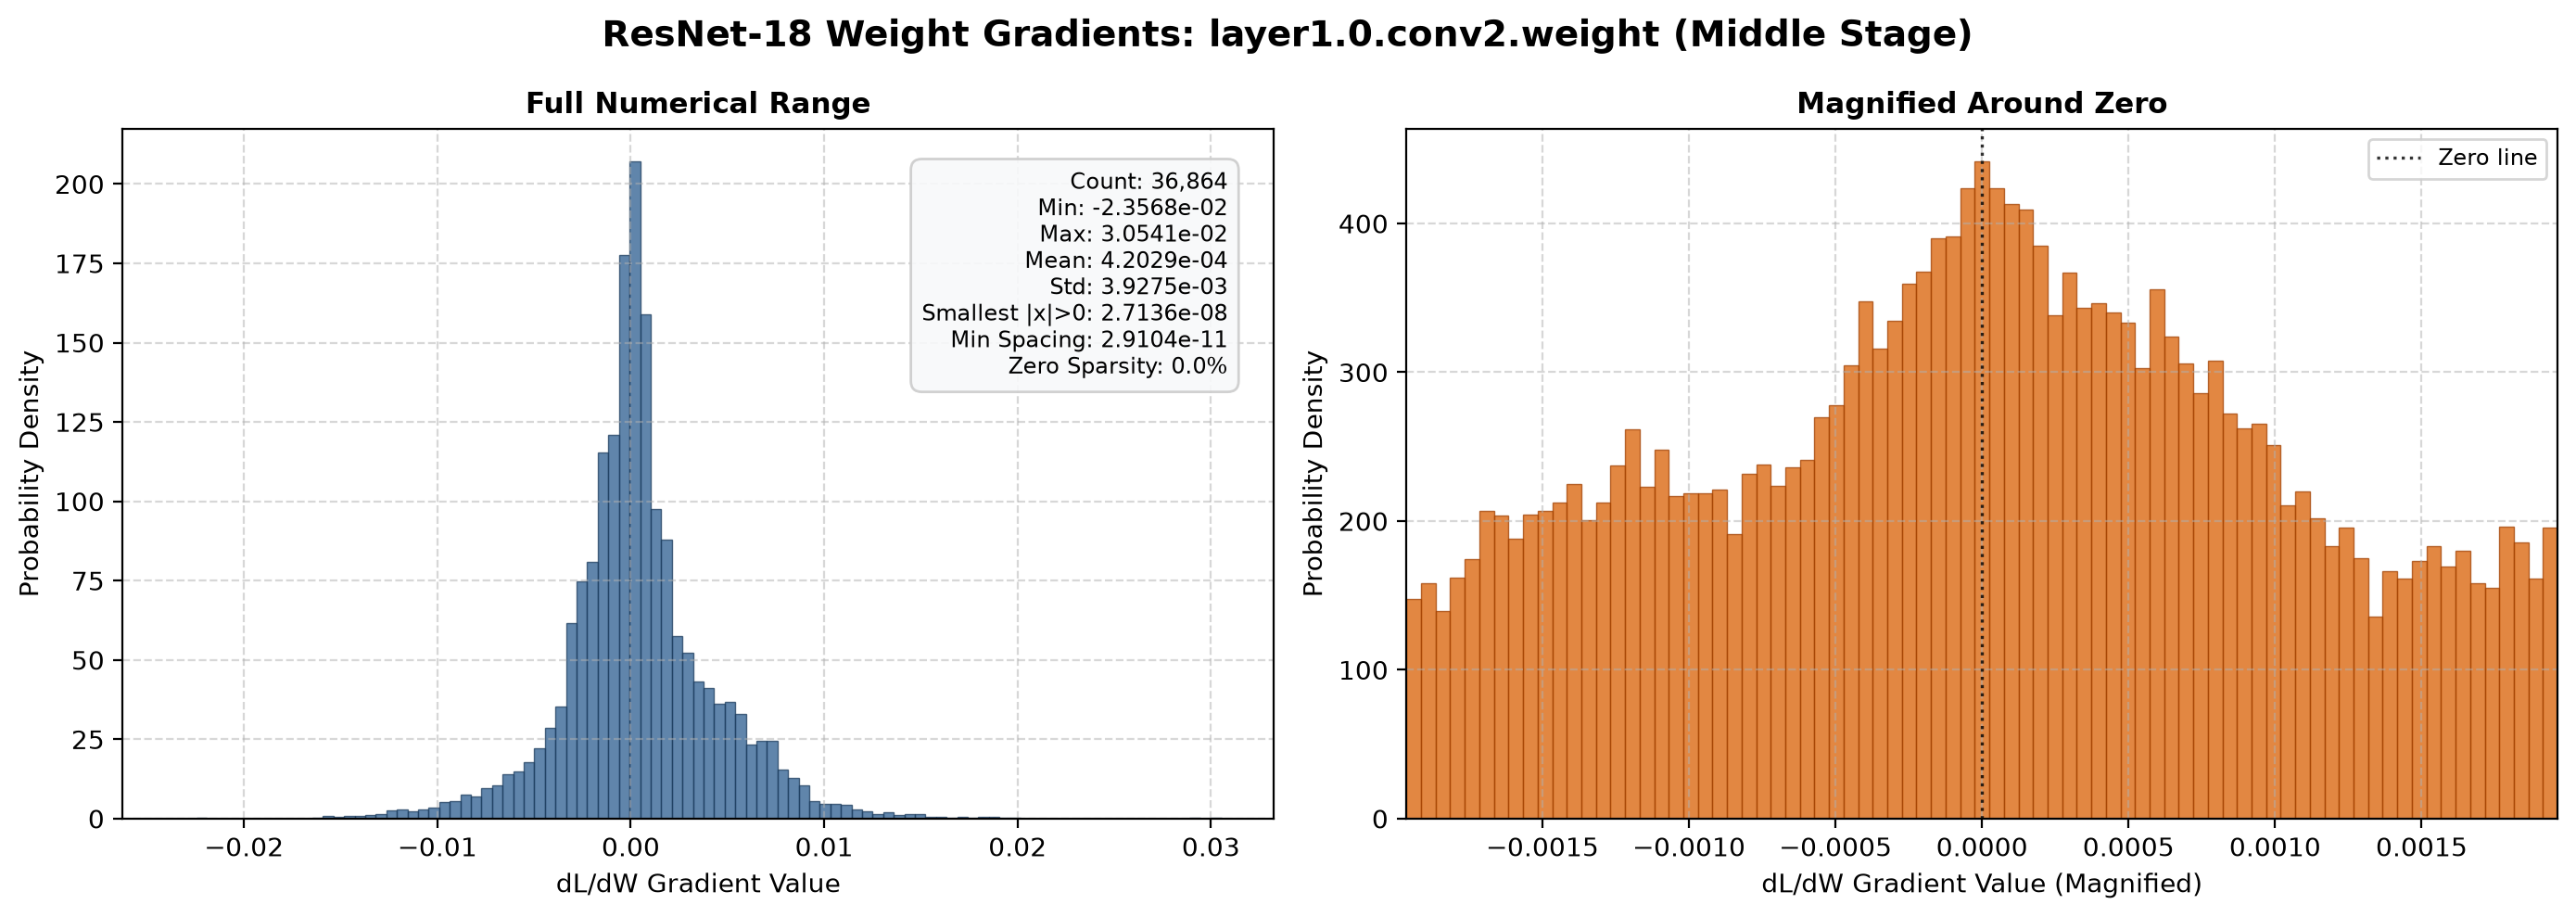 ResNet-18 Weight Gradients: layer1.0.conv2.weight (Middle Stage)
Full Numerical Range
Probability Density
200
175
150
125
100
75
50
25
0
Count: 36,864
Min: -2.3568e-02
Max: 3.0541e-02
Mean: 4.2029e-04
Std: 3.9275e-03
Smallest |x|>0: 2.7136e-08
Min Spacing: 2.9104e-11
Zero Sparsity: 0.0%
−0.02 −0.01 0.00 0.01 0.02 0.03
dL/dW Gradient Value
Magnified Around Zero
Probability Density
400
300
200
100
0
Zero line
−0.0015 −0.0010 −0.0005 0.0000 0.0005 0.0010 0.0015
dL/dW Gradient Value (Magnified)